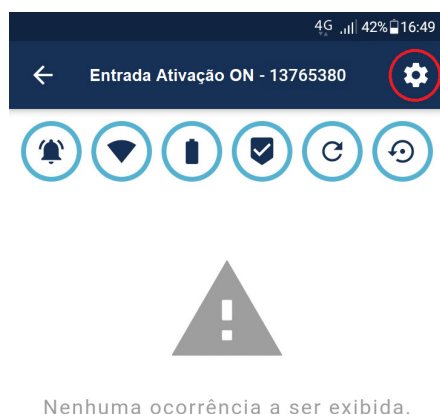 4G 42% 16:49
Entrada Ativação ON - 13765380
Nenhuma ocorrência a ser exibida.